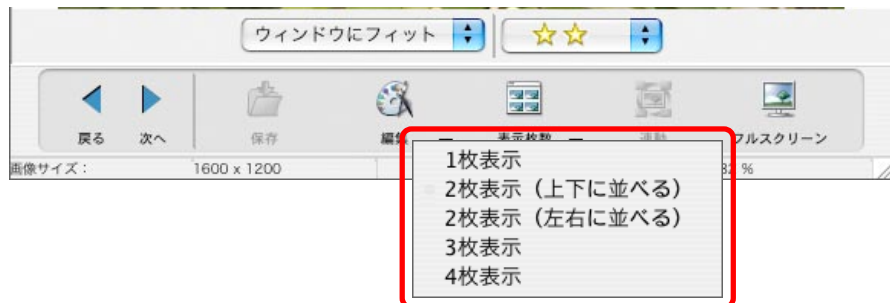 ウィンドウにフィット
戻る 次へ 保存 編集 表示枚数 連動 フルスクリーン
画像サイズ： 1600 x 1200 %
1枚表示
2枚表示（上下に並べる）
2枚表示（左右に並べる）
3枚表示
4枚表示